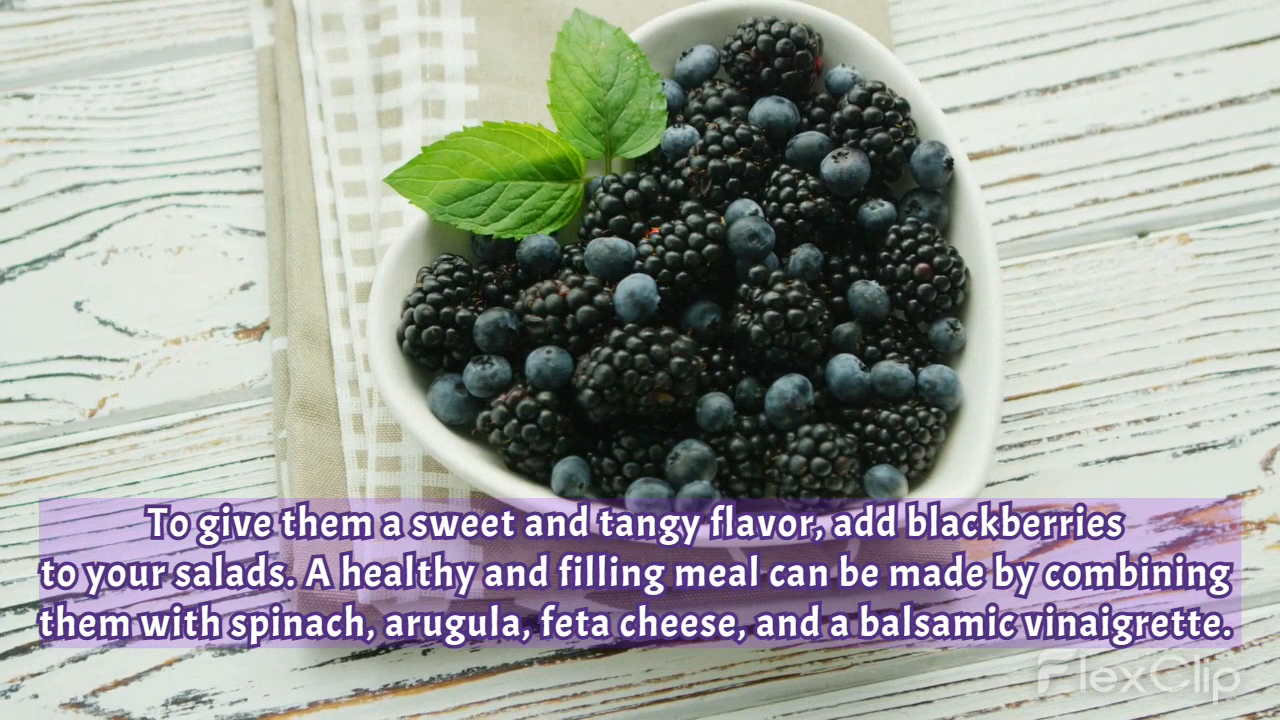 To give them a sweet and tangy flavor, add blackberries
to your salads. A healthy and filling meal can be made by combining
them with spinach, arugula, feta cheese, and a balsamic vinaigrette.
FlexClip